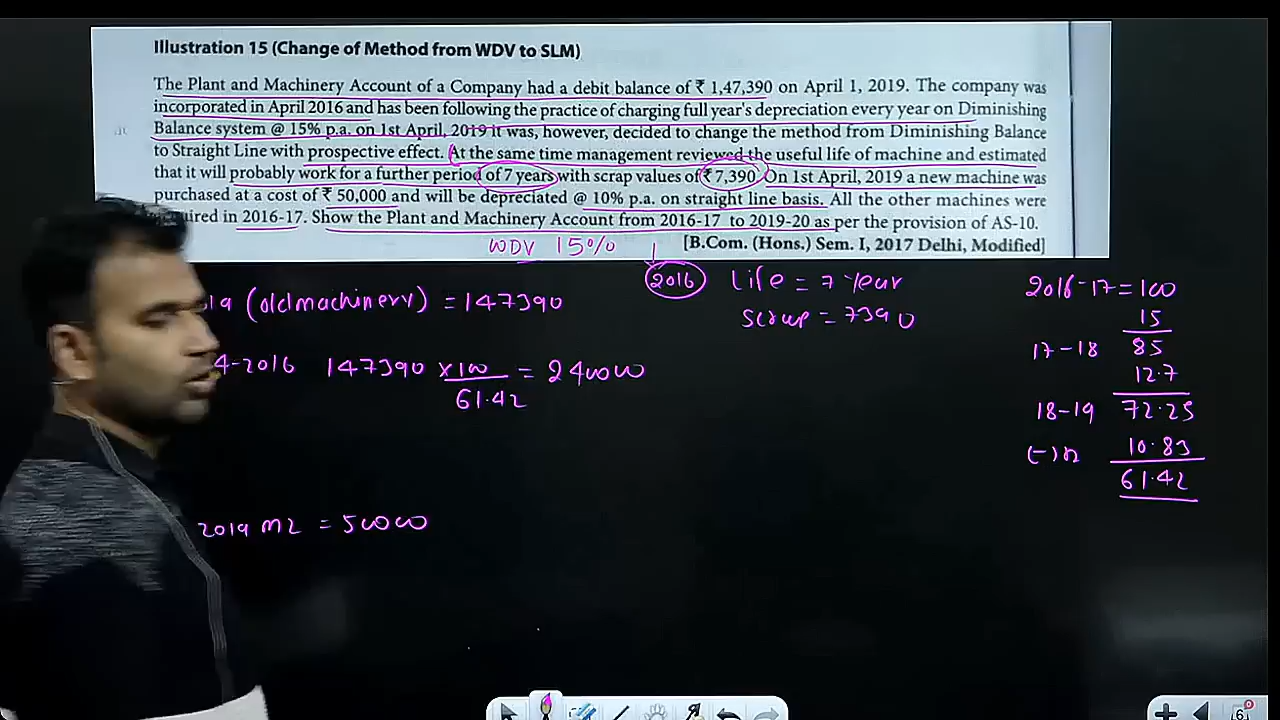 Illustration 15 (Change of Method from WDV to SLM)
The Plant and Machinery Account of a Company had a debit balance of ₹ 1,47,390 on April 1, 2019. The company was
incorporated in April 2016 and has been following the practice of charging full year's depreciation every year on Diminishing
Balance system @ 15% p.a. on 1st April, 2019 it was, however, decided to change the method from Diminishing Balance
to Straight Line with prospective effect. At the same time management reviewed the useful life of machine and estimated
that it will probably work for a further period of 7 years with scrap values of ₹ 7,390. On 1st April, 2019 a new machine was
purchased at a cost of ₹ 50,000 and will be depreciated @ 10% p.a. on straight line basis. All the other machines were
in 2016-17. Show the Plant and Machinery Account from 2016-17 to 2019-20 as per the provision of AS-10.
[B.Com. (Hons.) Sem. I, 2017 Delhi, Modified]
WDV 15%
2016 Life = 7 Year
Scrap = 7390
(old machinery) = 147390
4-2016 147390 × 100 = 240000
61.42
2019 m2 = 50000
2016-17 = 100
15
17-18 85
12.7
18-19 72.25
(-) 10.83
61.42